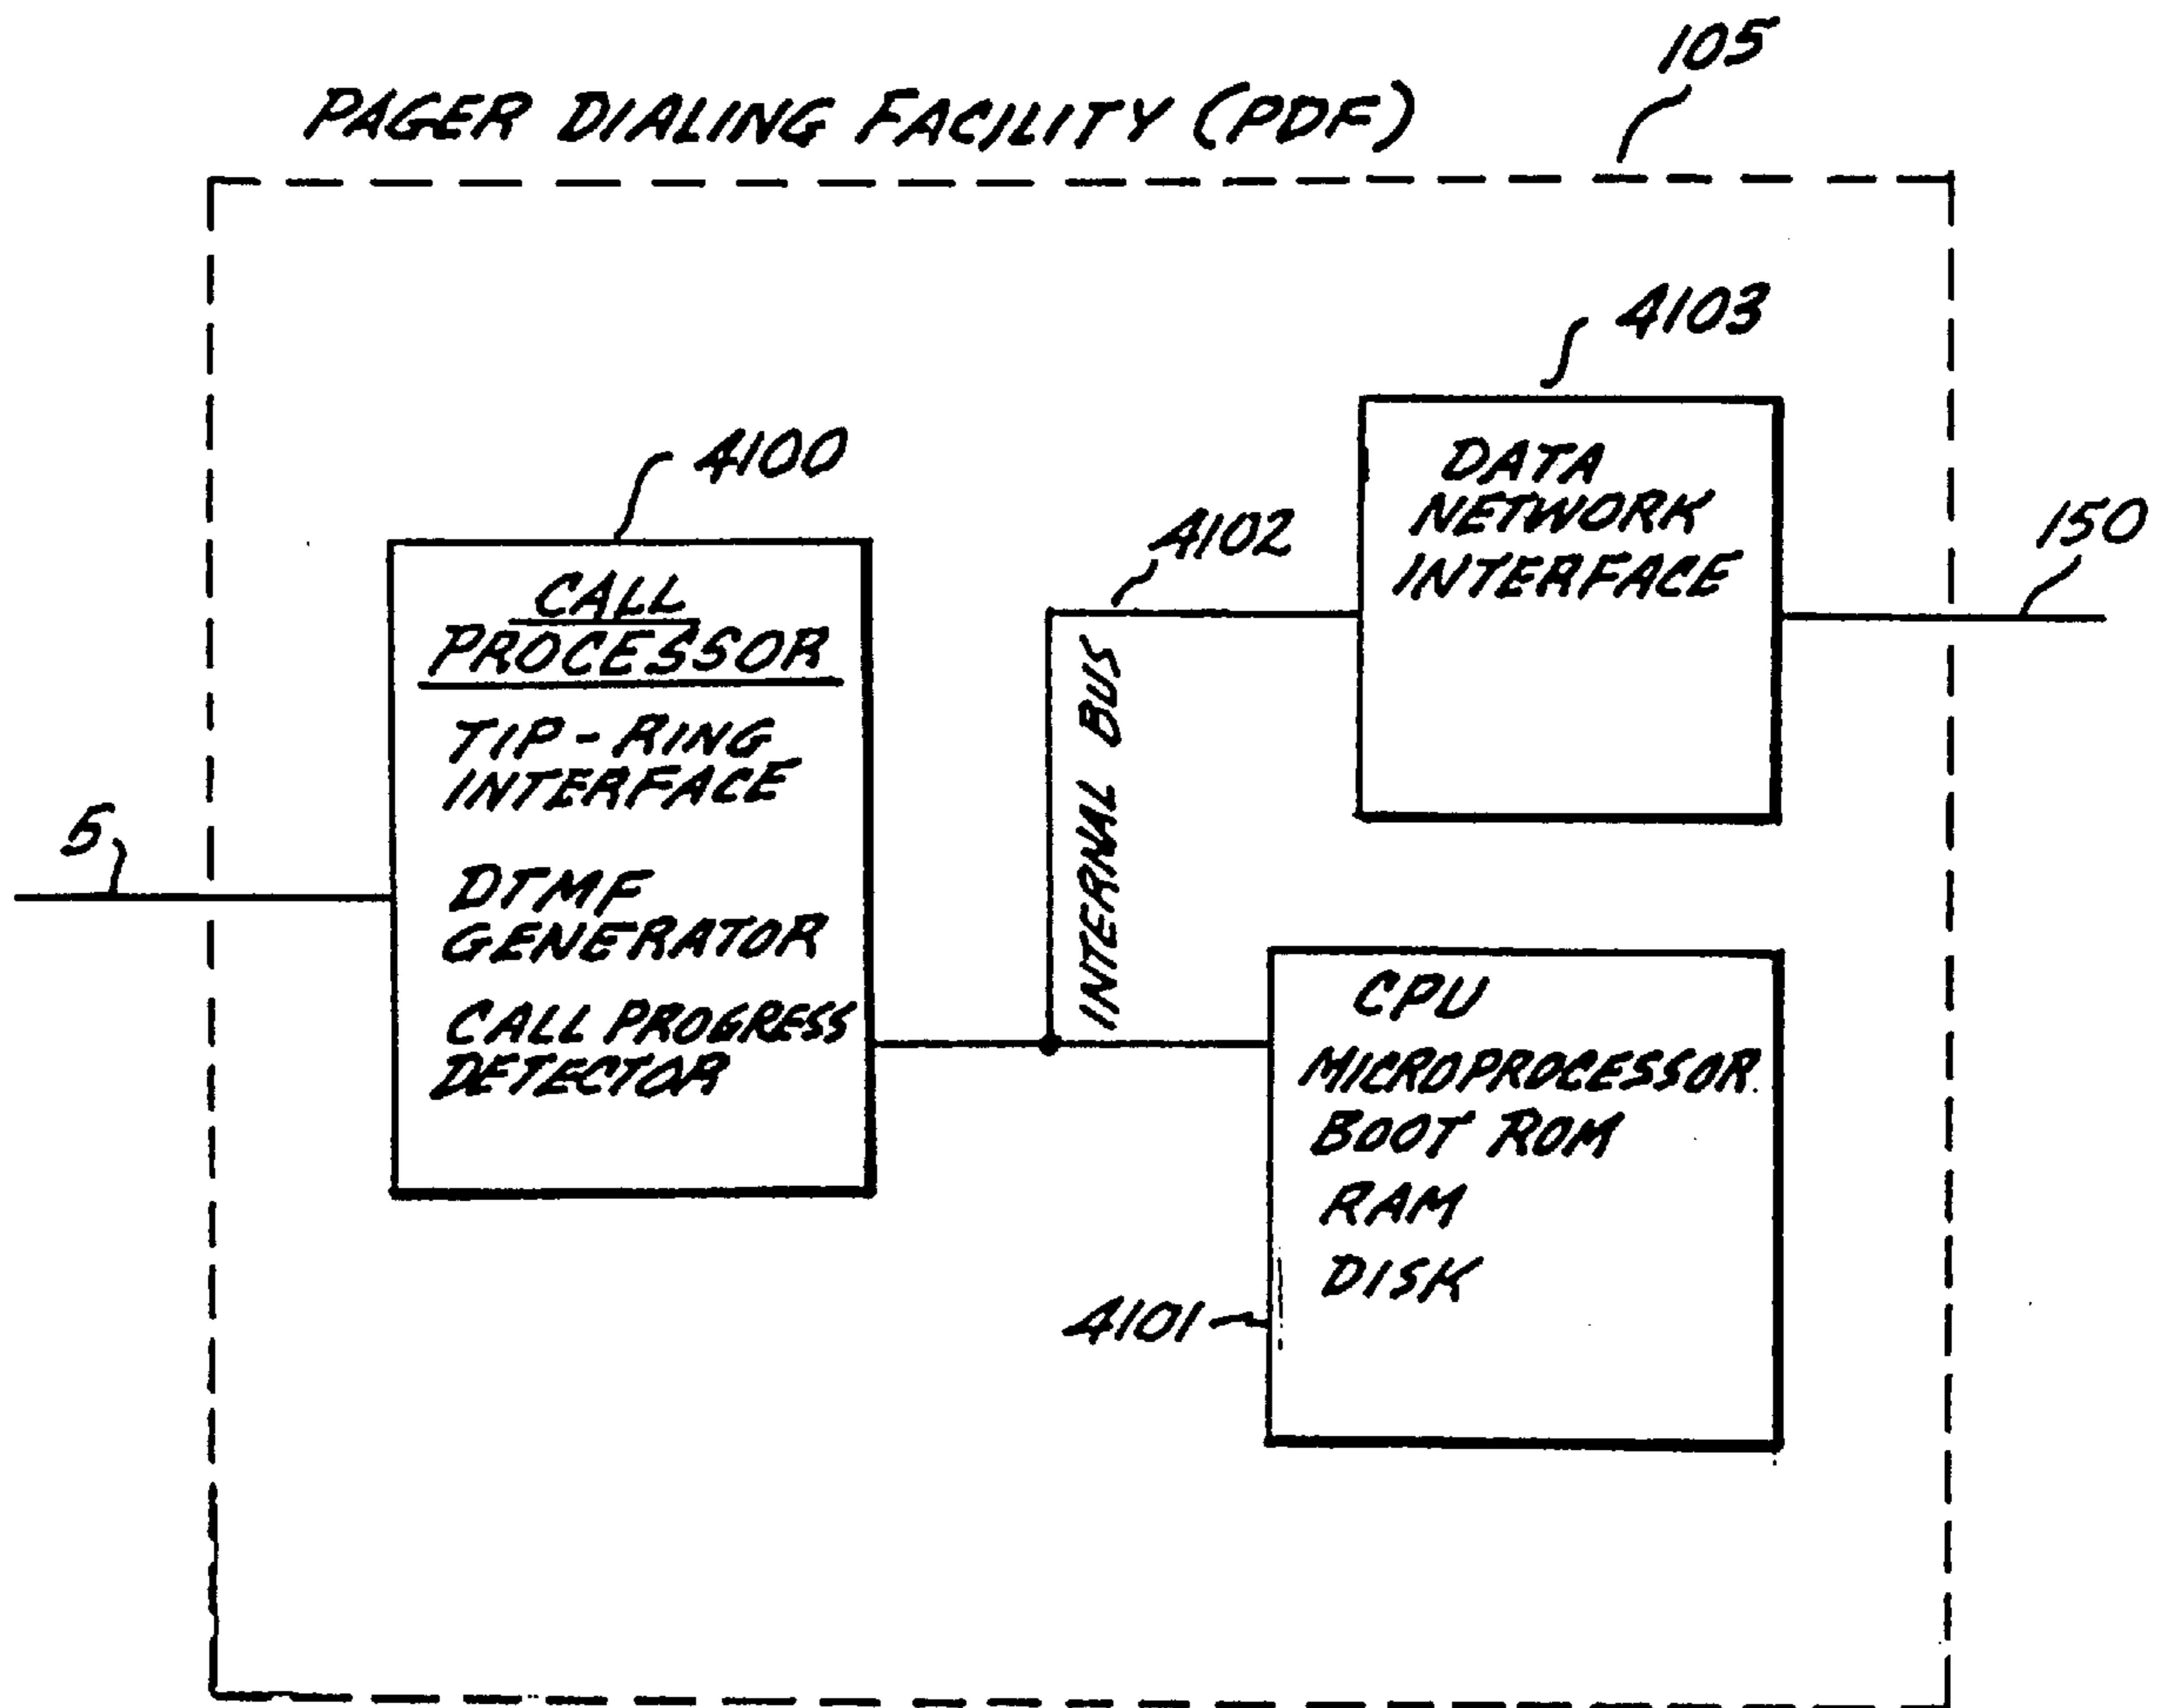 105
PAGER DIALING FACILITY (PDF)
4103
4100
DATA
NETWORK
INTERFACE
4102
150
CALL
PROCESSOR
TIP-RING
INTERFACE
DTMF
GENERATOR
CALL PROGRESS
DETECTOR
5
INTERNAL BUS
CPU
MICROPROCESSOR
BOOT ROM
RAM
DISK
4101